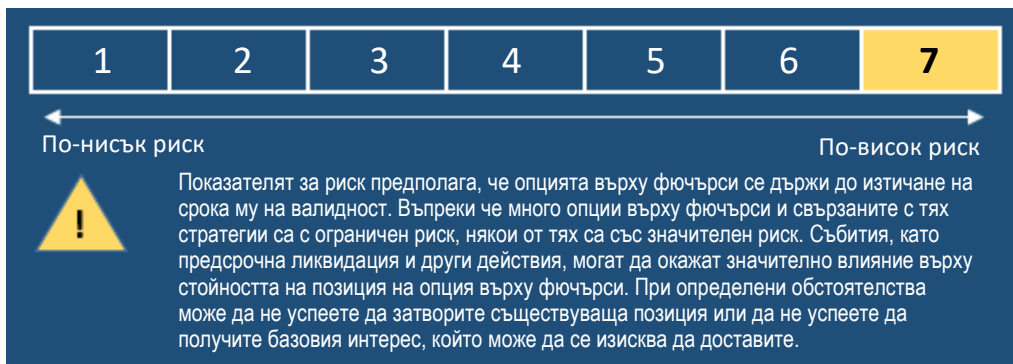 1 2 3 4 5 6 7
По-нисък риск По-висок риск
Показателят за риск предполага, че опцията върху фючърси се държи до изтичане на
срока му на валидност. Въпреки че много опции върху фючърси и свързаните с тях
стратегии са с ограничен риск, някои от тях са със значителен риск. Събития, като
предсрочна ликвидация и други действия, могат да окажат значително влияние върху
стойността на позиция на опция върху фючърси. При определени обстоятелства
може да не успеете да затворите съществуваща позиция или да не успеете да
получите базовия интерес, който може да се изисква да доставите.
!